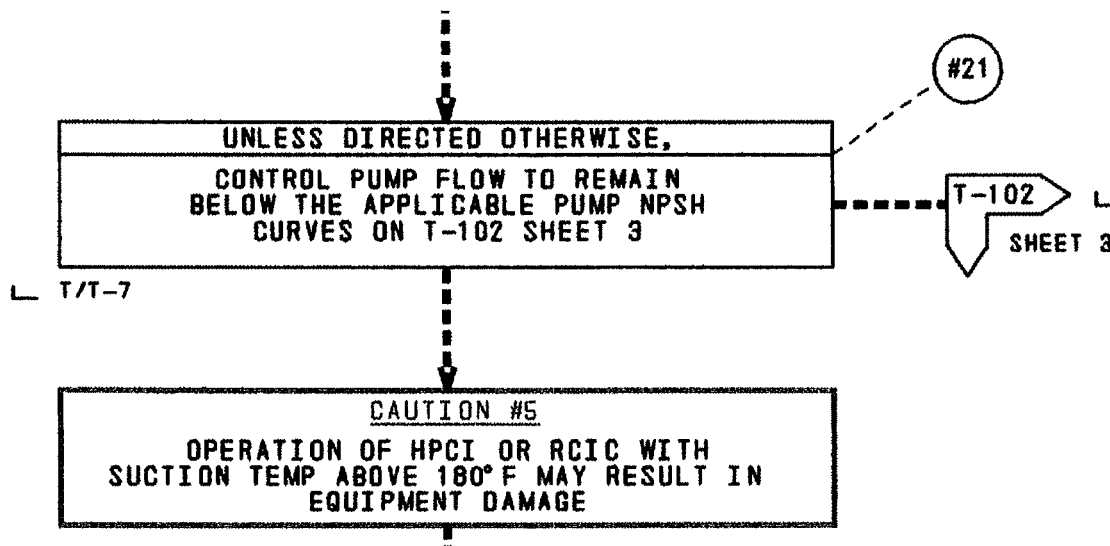 #21
UNLESS DIRECTED OTHERWISE,
CONTROL PUMP FLOW TO REMAIN
BELOW THE APPLICABLE PUMP NPSH
CURVES ON T-102 SHEET 3
T-102
SHEET 3
T/T-7
CAUTION #5
OPERATION OF HPCI OR RCIC WITH
SUCTION TEMP ABOVE 180°F MAY RESULT IN
EQUIPMENT DAMAGE